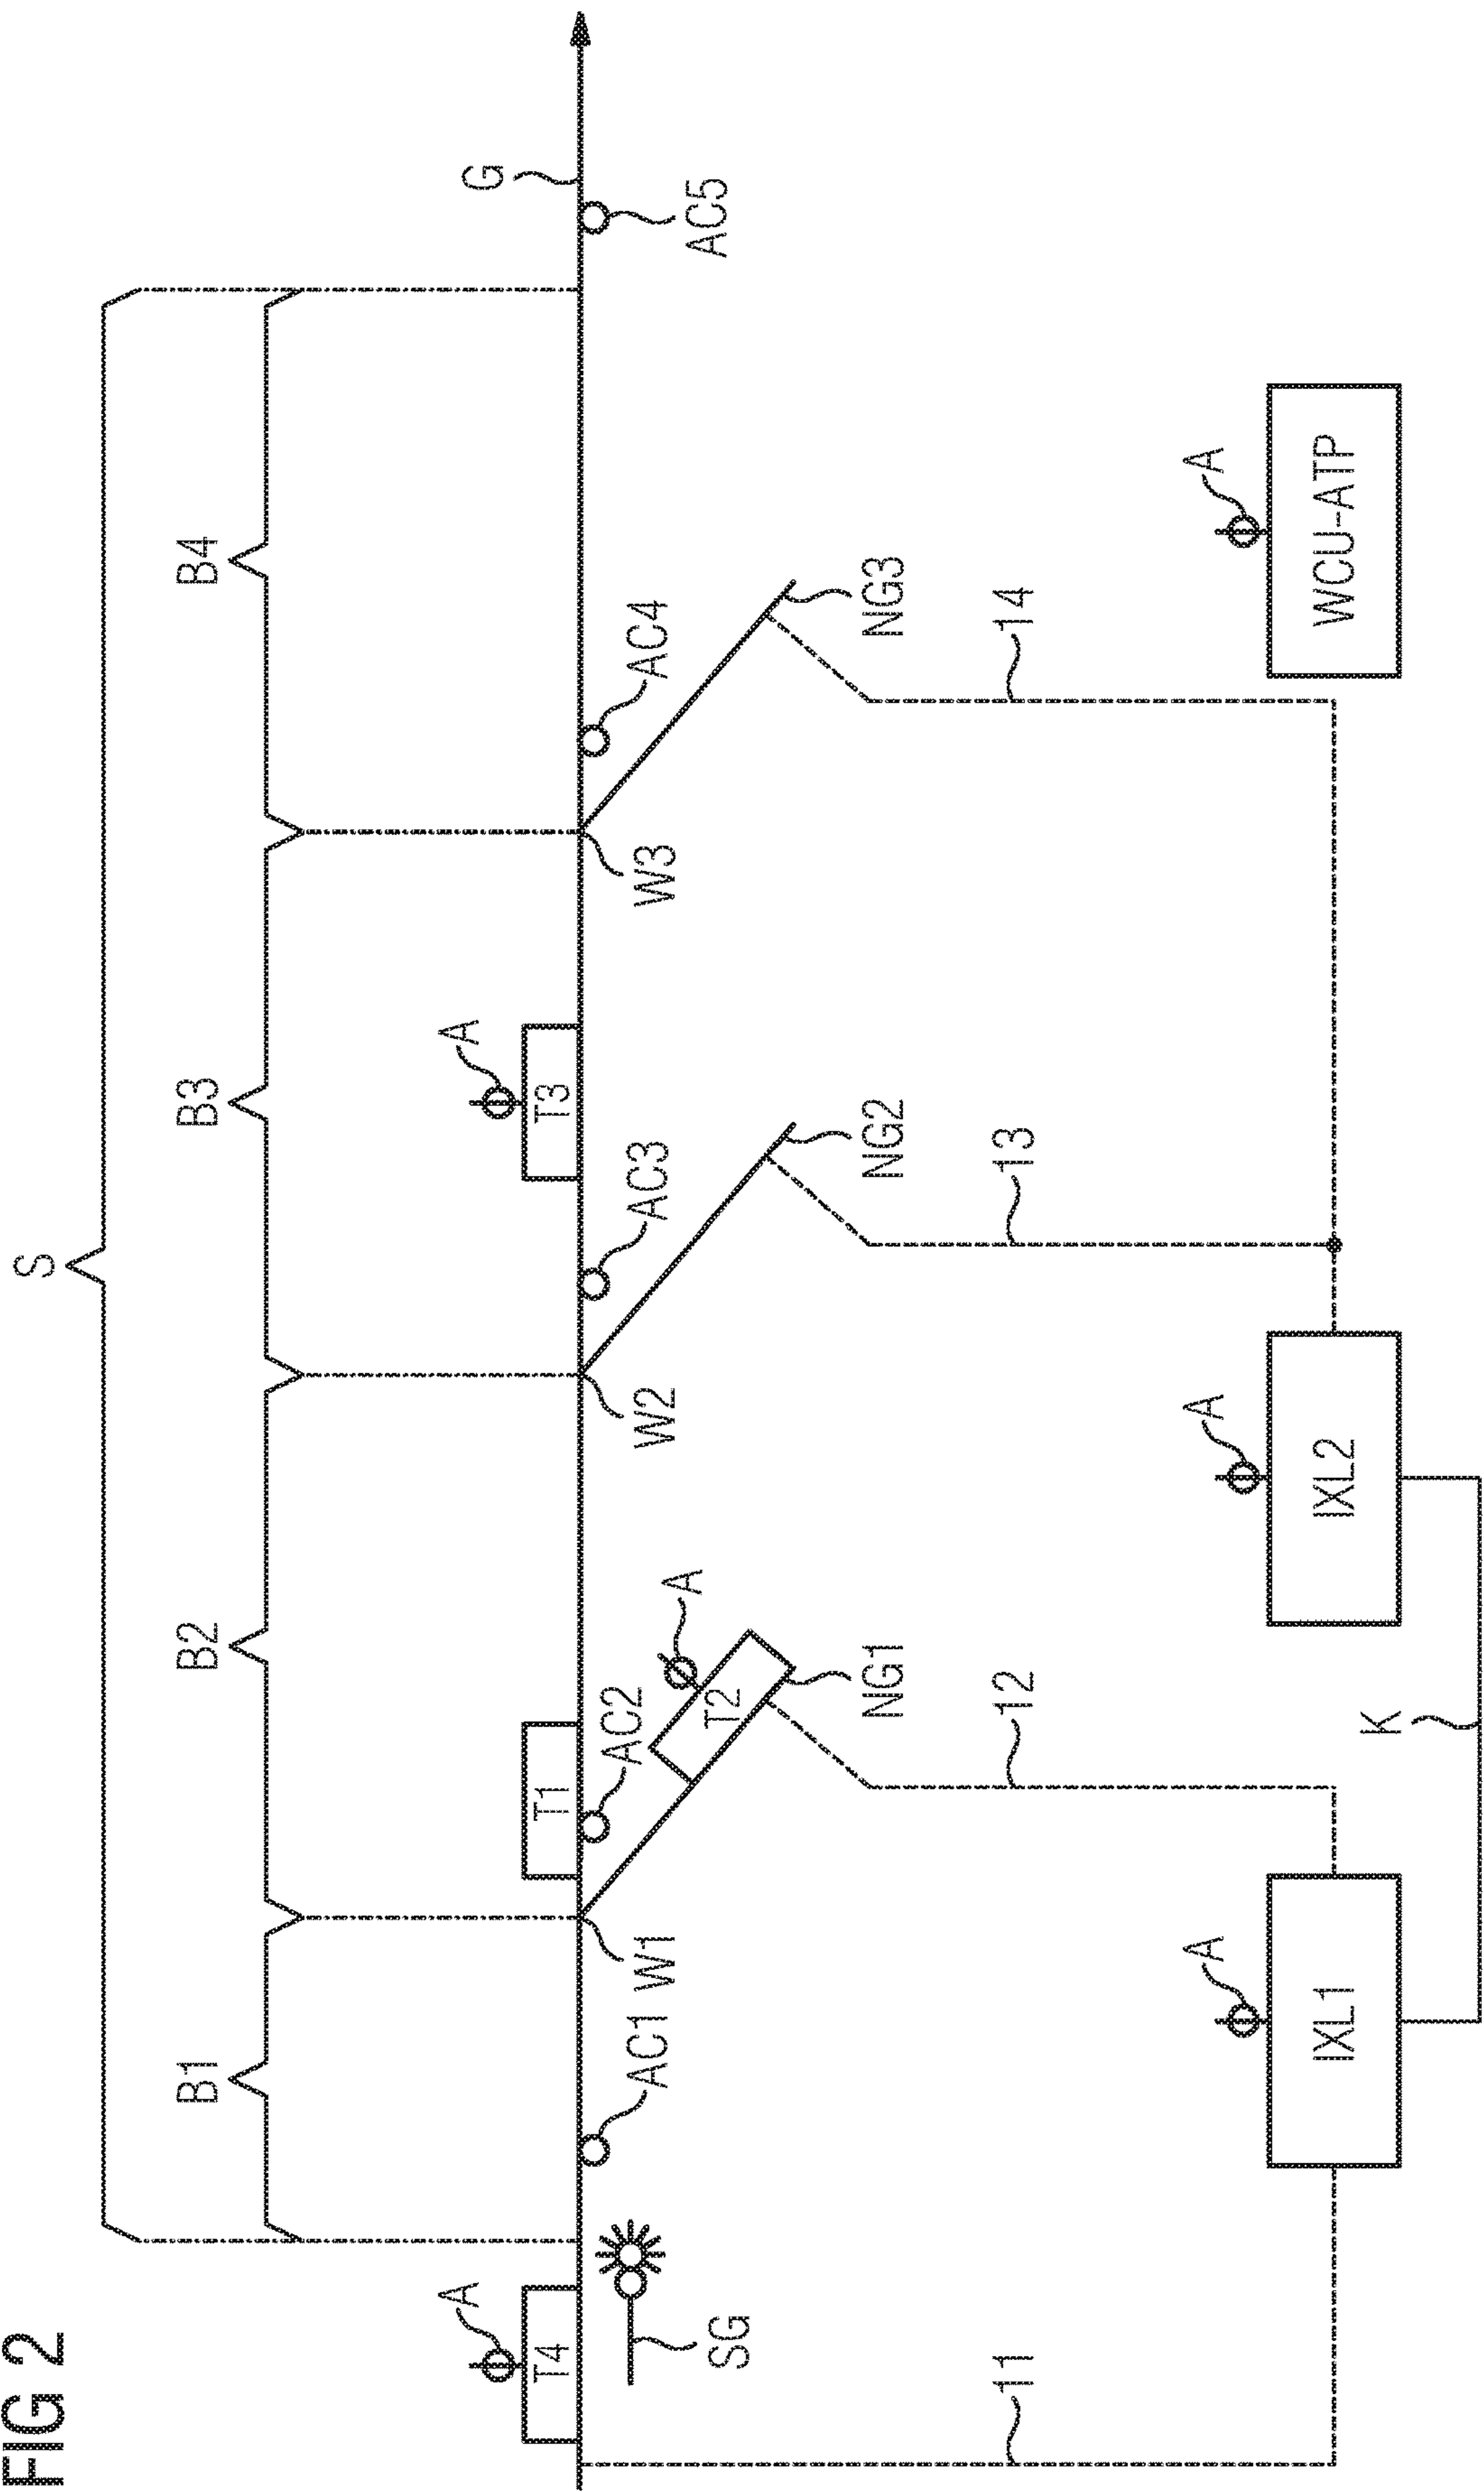 FIG 2
S
B1
B2
B3
B4
A
T4
T1
A
T3
G
SG
AC1
W1
AC2
T2
A
NG1
W2
AC3
NG2
W3
AC4
NG3
AC5
11
12
13
14
A
IXL1
A
IXL2
A
WCU-ATP
K